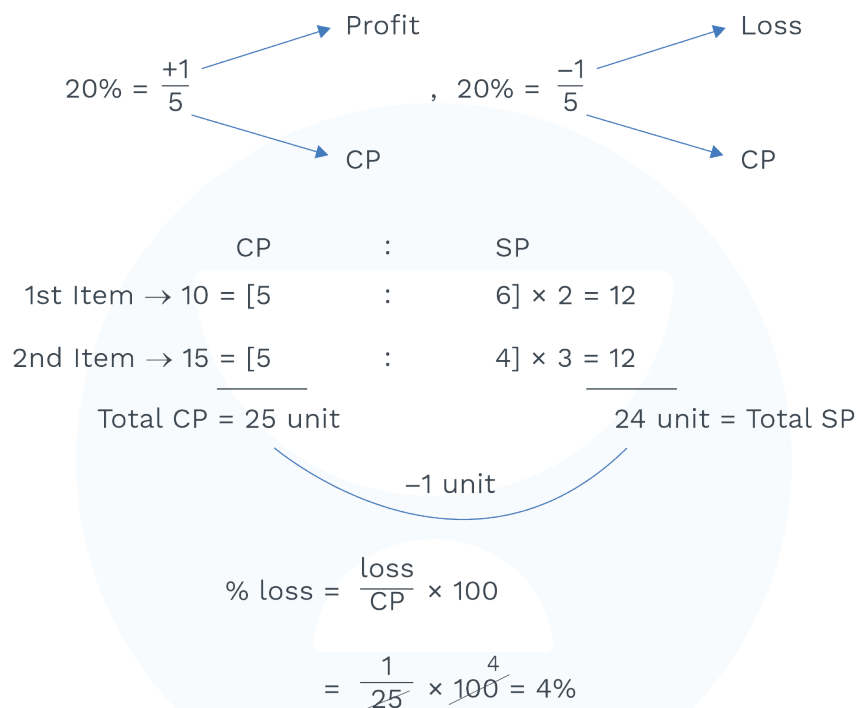 Profit
20% = +1/5
CP
, 20% = –1/5
Loss
CP
CP : SP
1st Item → 10 = [5 : 6] × 2 = 12
2nd Item → 15 = [5 : 4] × 3 = 12
Total CP = 25 unit 24 unit = Total SP
–1 unit
% loss = loss/CP × 100
4
= 1/25 × 100 = 4%